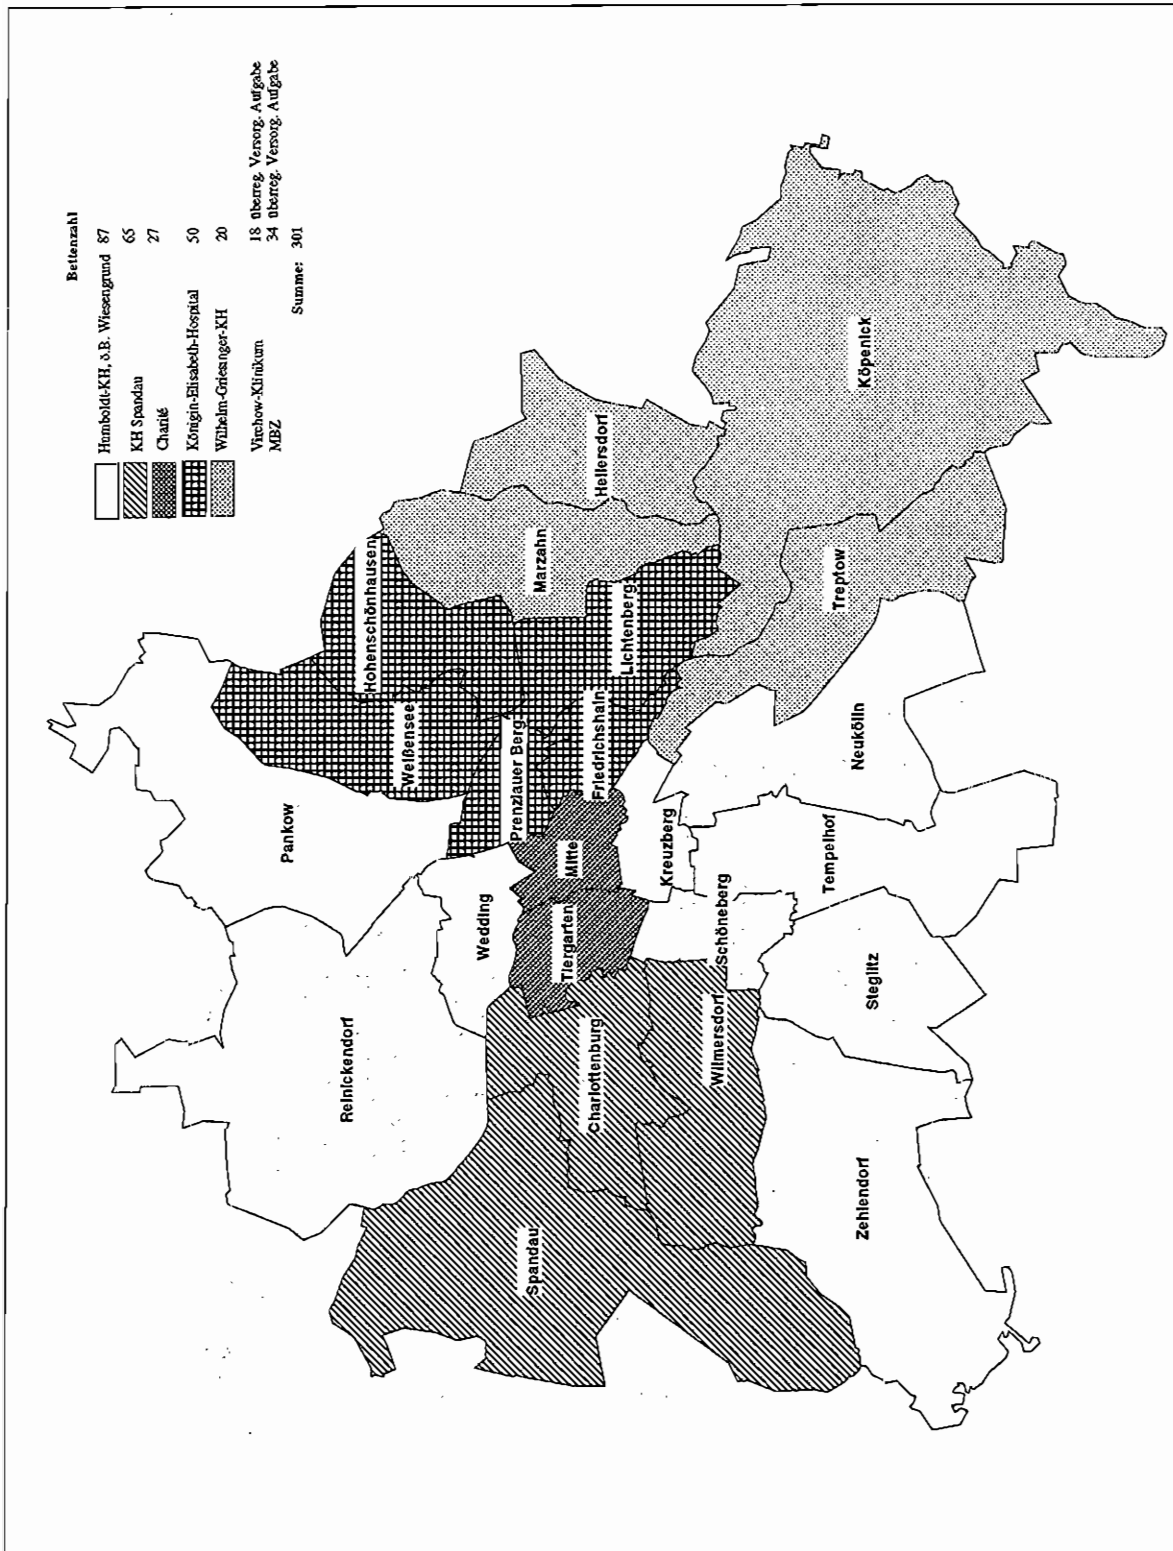 Bettenzahl
Humboldt-KH, ö.B. Wiesengrund 87
KH Spandau 65
Charité 27
Königin-Elisabeth-Hospital 50
Wilhelm-Griesinger-KH 20
Virchow-Klinikum 18 überreg. Versorg. Aufgabe
MBZ 34 überreg. Versorg. Aufgabe
Summe: 301
Pankow
Reinickendorf
Weißensee
Hohenschönhausen
Wedding
Prenzlauer Berg
Marzahn
Hellersdorf
Spandau
Charlottenburg
Tiergarten
Mitte
Friedrichshain
Lichtenberg
Kreuzberg
Wilmersdorf
Schöneberg
Zehlendorf
Steglitz
Tempelhof
Neukölln
Treptow
Köpenick